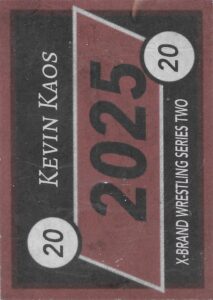 20
KEVIN KAOS
20
2025
X-BRAND WRESTLING SERIES TWO